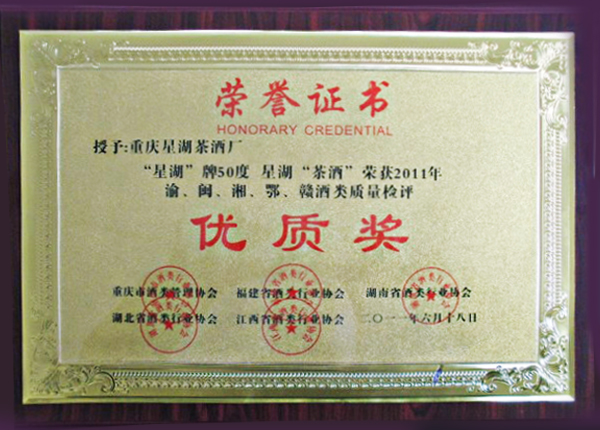 荣誉证书
HONORARY CREDENTIAL
授予:重庆星湖茶酒厂
“星湖”牌50度 星湖“茶酒”荣获2011年
渝、闽、湘、鄂、赣酒类质量检评
优质奖
重庆市酒类管理协会 福建省酒类行业协会 湖南省酒类行业协会
湖北省酒类行业协会 江西省酒类行业协会 二〇一一年六月十八日